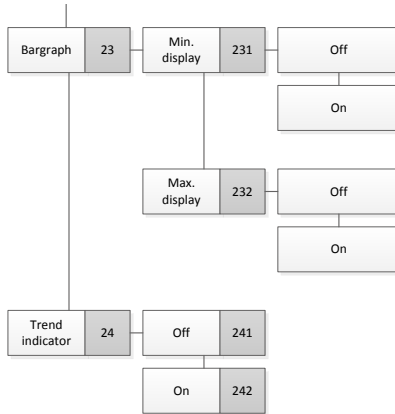 Bargraph 23 Min. display 231 Off
On
Max. display 232 Off
On
Trend indicator 24 Off 241
On 242